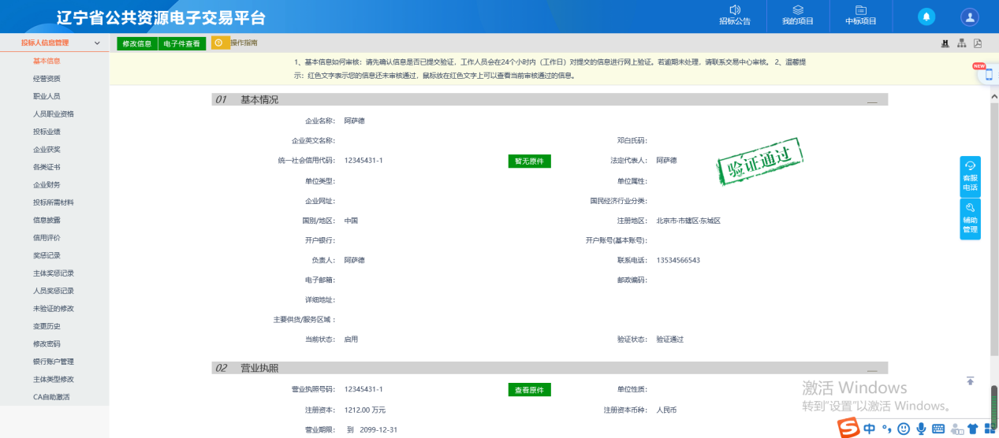 辽宁省公共资源电子交易平台
招标公告
我的项目
中标项目
投标人信息管理
修改信息
电子件查看
操作指南
基本信息
经营资质
职业人员
人员职业资格
投标业绩
企业获奖
各类证书
企业财务
投标所需材料
信息披露
信用评价
奖惩记录
主体奖惩记录
人员奖惩记录
未验证的修改
变更历史
修改密码
银行账户管理
主体类型修改
CA自助激活
1、基本信息如何审核：请先确认信息是否已提交验证，工作人员会在24个小时内（工作日）对提交的信息进行网上验证。若逾期未处理，请联系交易中心审核。 2、温馨提
示：红色文字表示您的信息还未审核通过，鼠标放在红色文字上可以查看当前审核通过的信息。
NEW
01 基本情况
企业名称： 阿萨德
企业英文名称： 邓白氏码：
统一社会信用代码： 12345431-1 暂无原件 法定代表人： 阿萨德
验证通过
单位类型： 单位属性：
企业网址： 国民经济行业分类：
国别/地区： 中国 注册地区： 北京市·市辖区·东城区
开户银行： 开户账号(基本账号)：
负责人： 阿萨德 联系电话： 13534566543
电子邮箱： 邮政编码：
详细地址：
主要供货/服务区域：
当前状态： 启用 验证状态： 验证通过
02 营业执照
营业执照号码： 12345431-1 查看原件 单位性质：
注册资本： 1212.00 万元 注册资本币种： 人民币
营业期限： 到 2099-12-31
客服
电话
辅助
管理
激活 Windows
转到"设置"以激活 Windows。
S 中